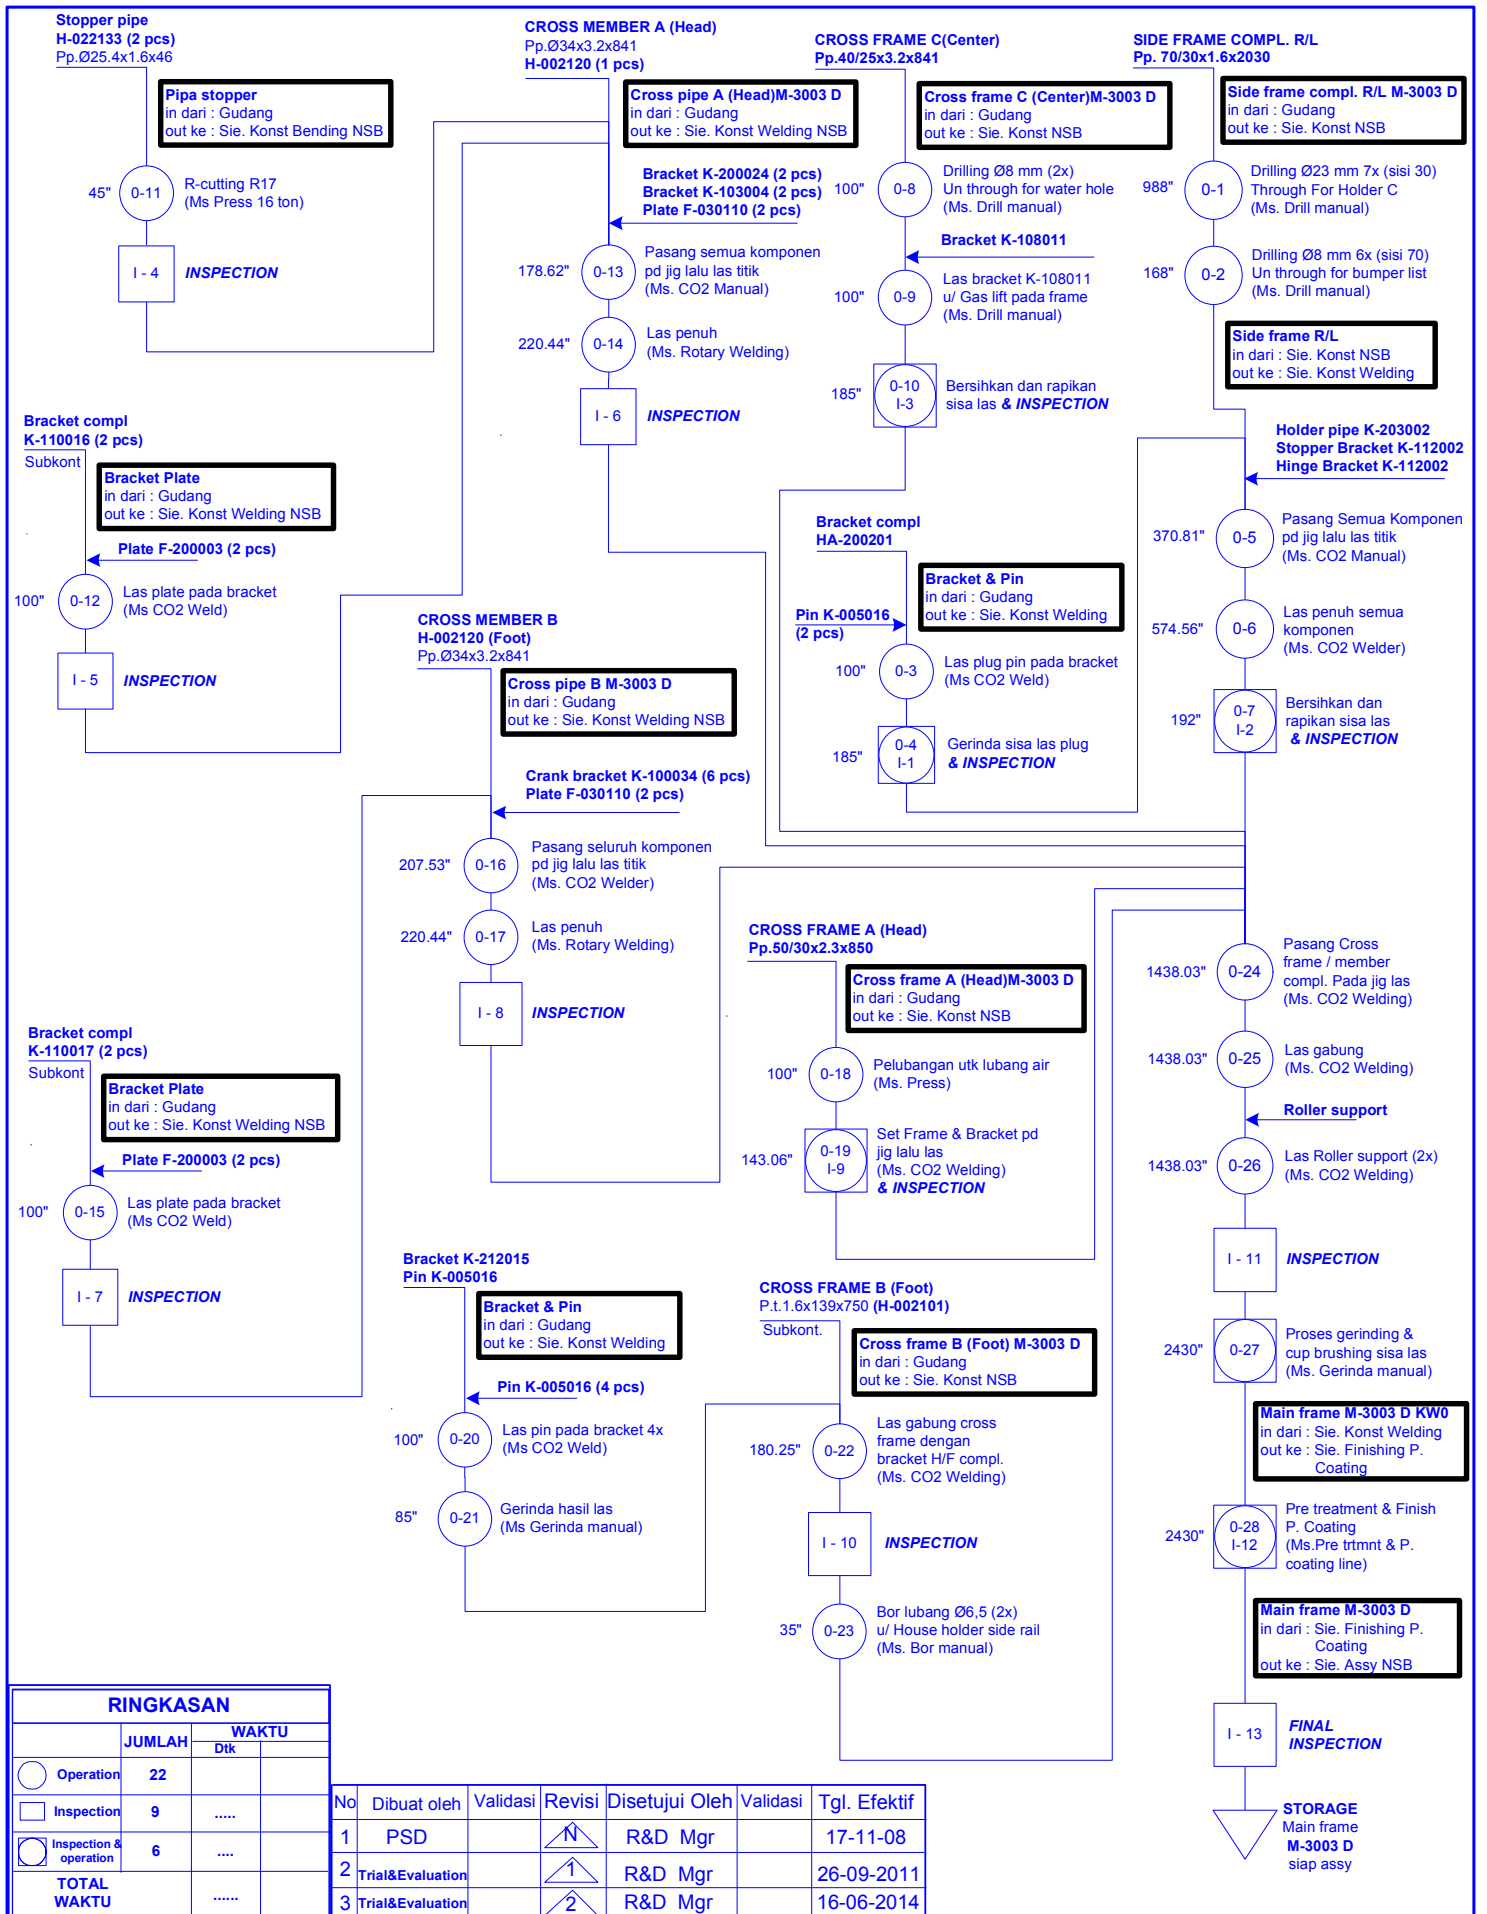 Stopper pipe
H-022133 (2 pcs)
Pp.Ø25.4x1.6x46
Pipa stopper
in dari : Gudang
out ke : Sie. Konst Bending NSB
45"
0-11
R-cutting R17
(Ms Press 16 ton)
I - 4
INSPECTION
CROSS MEMBER A (Head)
Pp.Ø34x3.2x841
H-002120 (1 pcs)
Cross pipe A (Head)M-3003 D
in dari : Gudang
out ke : Sie. Konst Welding NSB
Bracket K-200024 (2 pcs)
Bracket K-103004 (2 pcs)
Plate F-030110 (2 pcs)
178.62"
0-13
Pasang semua komponen
pd jig lalu las titik
(Ms. CO2 Manual)
220.44"
0-14
Las penuh
(Ms. Rotary Welding)
I - 6
INSPECTION
CROSS FRAME C(Center)
Pp.40/25x3.2x841
Cross frame C (Center)M-3003 D
in dari : Gudang
out ke : Sie. Konst NSB
100"
0-8
Drilling Ø8 mm (2x)
Un through for water hole
(Ms. Drill manual)
Bracket K-108011
100"
0-9
Las bracket K-108011
u/ Gas lift pada frame
(Ms. Drill manual)
185"
0-10
I-3
Bersihkan dan rapikan
sisa las & INSPECTION
SIDE FRAME COMPL. R/L
Pp. 70/30x1.6x2030
Side frame compl. R/L M-3003 D
in dari : Gudang
out ke : Sie. Konst NSB
988"
0-1
Drilling Ø23 mm 7x (sisi 30)
Through For Holder C
(Ms. Drill manual)
168"
0-2
Drilling Ø8 mm 6x (sisi 70)
Un through for bumper list
(Ms. Drill manual)
Side frame R/L
in dari : Sie. Konst NSB
out ke : Sie. Konst Welding
Holder pipe K-203002
Stopper Bracket K-112002
Hinge Bracket K-112002
370.81"
0-5
Pasang Semua Komponen
pd jig lalu las titik
(Ms. CO2 Manual)
574.56"
0-6
Las penuh semua
komponen
(Ms. CO2 Welder)
192"
0-7
I-2
Bersihkan dan
rapikan sisa las
& INSPECTION
Bracket compl
K-110016 (2 pcs)
Subkont
Bracket Plate
in dari : Gudang
out ke : Sie. Konst Welding NSB
Plate F-200003 (2 pcs)
100"
0-12
Las plate pada bracket
(Ms CO2 Weld)
I - 5
INSPECTION
Bracket compl
HA-200201
Bracket & Pin
in dari : Gudang
out ke : Sie. Konst Welding
Pin K-005016
(2 pcs)
100"
0-3
Las plug pin pada bracket
(Ms CO2 Weld)
185"
0-4
I-1
Gerinda sisa las plug
& INSPECTION
CROSS MEMBER B
H-002120 (Foot)
Pp.Ø34x3.2x841
Cross pipe B M-3003 D
in dari : Gudang
out ke : Sie. Konst Welding NSB
Crank bracket K-100034 (6 pcs)
Plate F-030110 (2 pcs)
207.53"
0-16
Pasang seluruh komponen
pd jig lalu las titik
(Ms. CO2 Welder)
220.44"
0-17
Las penuh
(Ms. Rotary Welding)
I - 8
INSPECTION
CROSS FRAME A (Head)
Pp.50/30x2.3x850
Cross frame A (Head)M-3003 D
in dari : Gudang
out ke : Sie. Konst NSB
100"
0-18
Pelubangan utk lubang air
(Ms. Press)
143.06"
0-19
I-9
Set Frame & Bracket pd
jig lalu las
(Ms. CO2 Welding)
& INSPECTION
Bracket compl
K-110017 (2 pcs)
Subkont
Bracket Plate
in dari : Gudang
out ke : Sie. Konst Welding NSB
Plate F-200003 (2 pcs)
100"
0-15
Las plate pada bracket
(Ms CO2 Weld)
I - 7
INSPECTION
Bracket K-212015
Pin K-005016
Bracket & Pin
in dari : Gudang
out ke : Sie. Konst Welding
Pin K-005016 (4 pcs)
100"
0-20
Las pin pada bracket 4x
(Ms CO2 Weld)
85"
0-21
Gerinda hasil las
(Ms Gerinda manual)
CROSS FRAME B (Foot)
P.t.1.6x139x750 (H-002101)
Subkont.
Cross frame B (Foot) M-3003 D
in dari : Gudang
out ke : Sie. Konst NSB
180.25"
0-22
Las gabung cross
frame dengan
bracket H/F compl.
(Ms. CO2 Welding)
I - 10
INSPECTION
35"
0-23
Bor lubang Ø6,5 (2x)
u/ House holder side rail
(Ms. Bor manual)
1438.03"
0-24
Pasang Cross
frame / member
compl. Pada jig las
(Ms. CO2 Welding)
1438.03"
0-25
Las gabung
(Ms. CO2 Welding)
Roller support
1438.03"
0-26
Las Roller support (2x)
(Ms. CO2 Welding)
I - 11
INSPECTION
2430"
0-27
Proses gerinding &
cup brushing sisa las
(Ms. Gerinda manual)
Main frame M-3003 D KW0
in dari : Sie. Konst Welding
out ke : Sie. Finishing P.
Coating
2430"
0-28
I-12
Pre treatment & Finish
P. Coating
(Ms.Pre trtmnt & P.
coating line)
Main frame M-3003 D
in dari : Sie. Finishing P.
Coating
out ke : Sie. Assy NSB
I - 13
FINAL
INSPECTION
STORAGE
Main frame
M-3003 D
siap assy
RINGKASAN
JUMLAH WAKTU
Dtk
Operation 22
Inspection 9 .....
Inspection &
operation 6 ....
TOTAL
WAKTU ......
No Dibuat oleh Validasi Revisi Disetujui Oleh Validasi Tgl. Efektif
1 PSD N R&D Mgr 17-11-08
2 Trial&Evaluation 1 R&D Mgr 26-09-2011
3 Trial&Evaluation 2 R&D Mgr 16-06-2014